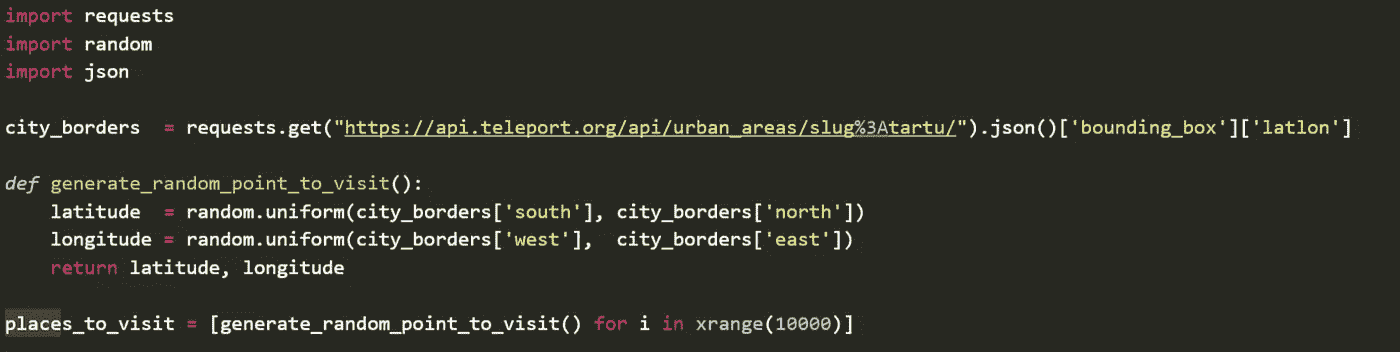 import requests
import random
import json
city_borders  = requests.get("https://api.teleport.org/api/urban_areas/slug%3Atartu/").json()['bounding_box']['latlon']
def generate_random_point_to_visit():
    latitude  = random.uniform(city_borders['south'], city_borders['north'])
    longitude = random.uniform(city_borders['west'],  city_borders['east'])
    return latitude, longitude
places_to_visit = [generate_random_point_to_visit() for i in xrange(10000)]